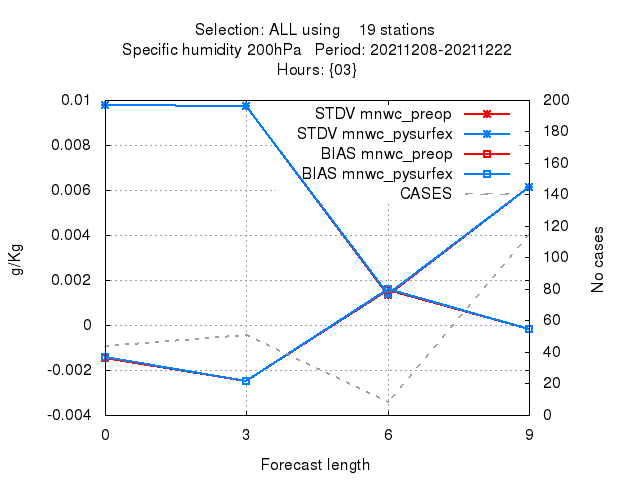 Selection: ALL using 19 stations
Specific humidity 200hPa Period: 20211208-20211222
Hours: {03}
0.01
0.008
0.006
0.004
0.002
0
-0.002
-0.004
g/Kg
STDV mnwc_preop
STDV mnwc_pysurfex
BIAS mnwc_preop
BIAS mnwc_pysurfex
CASES
200
180
160
140
120
100
80
60
40
20
0
No cases
0 3 6 9
Forecast length